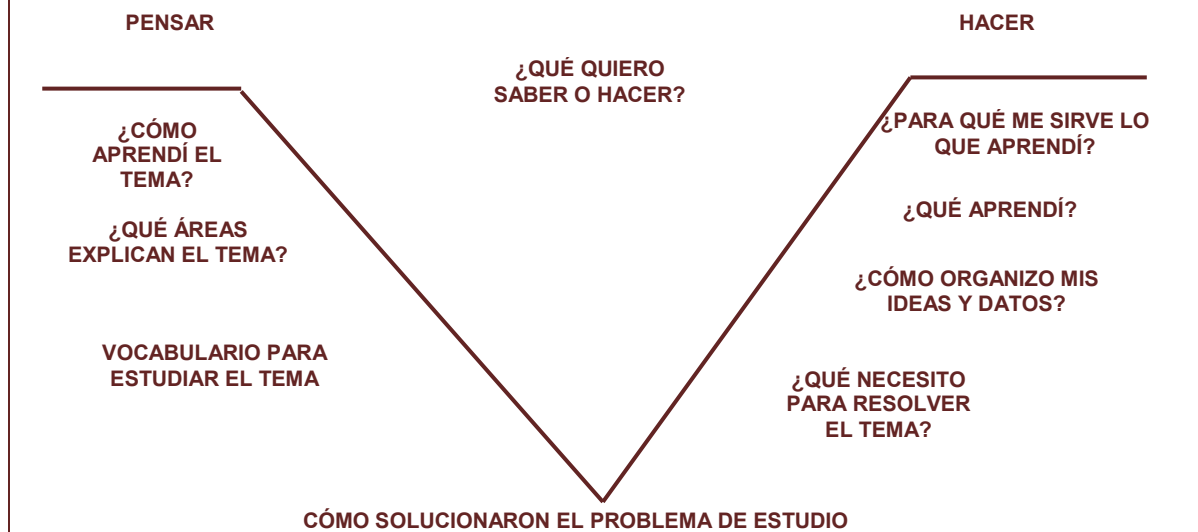 PENSAR
HACER
¿QUÉ QUIERO
SABER O HACER?
¿CÓMO
APRENDÍ EL
TEMA?
¿QUÉ ÁREAS
EXPLICAN EL TEMA?
VOCABULARIO PARA
ESTUDIAR EL TEMA
¿PARA QUÉ ME SIRVE LO
QUE APRENDÍ?
¿QUÉ APRENDÍ?
¿CÓMO ORGANIZO MIS
IDEAS Y DATOS?
¿QUÉ NECESITO
PARA RESOLVER
EL TEMA?
CÓMO SOLUCIONARON EL PROBLEMA DE ESTUDIO